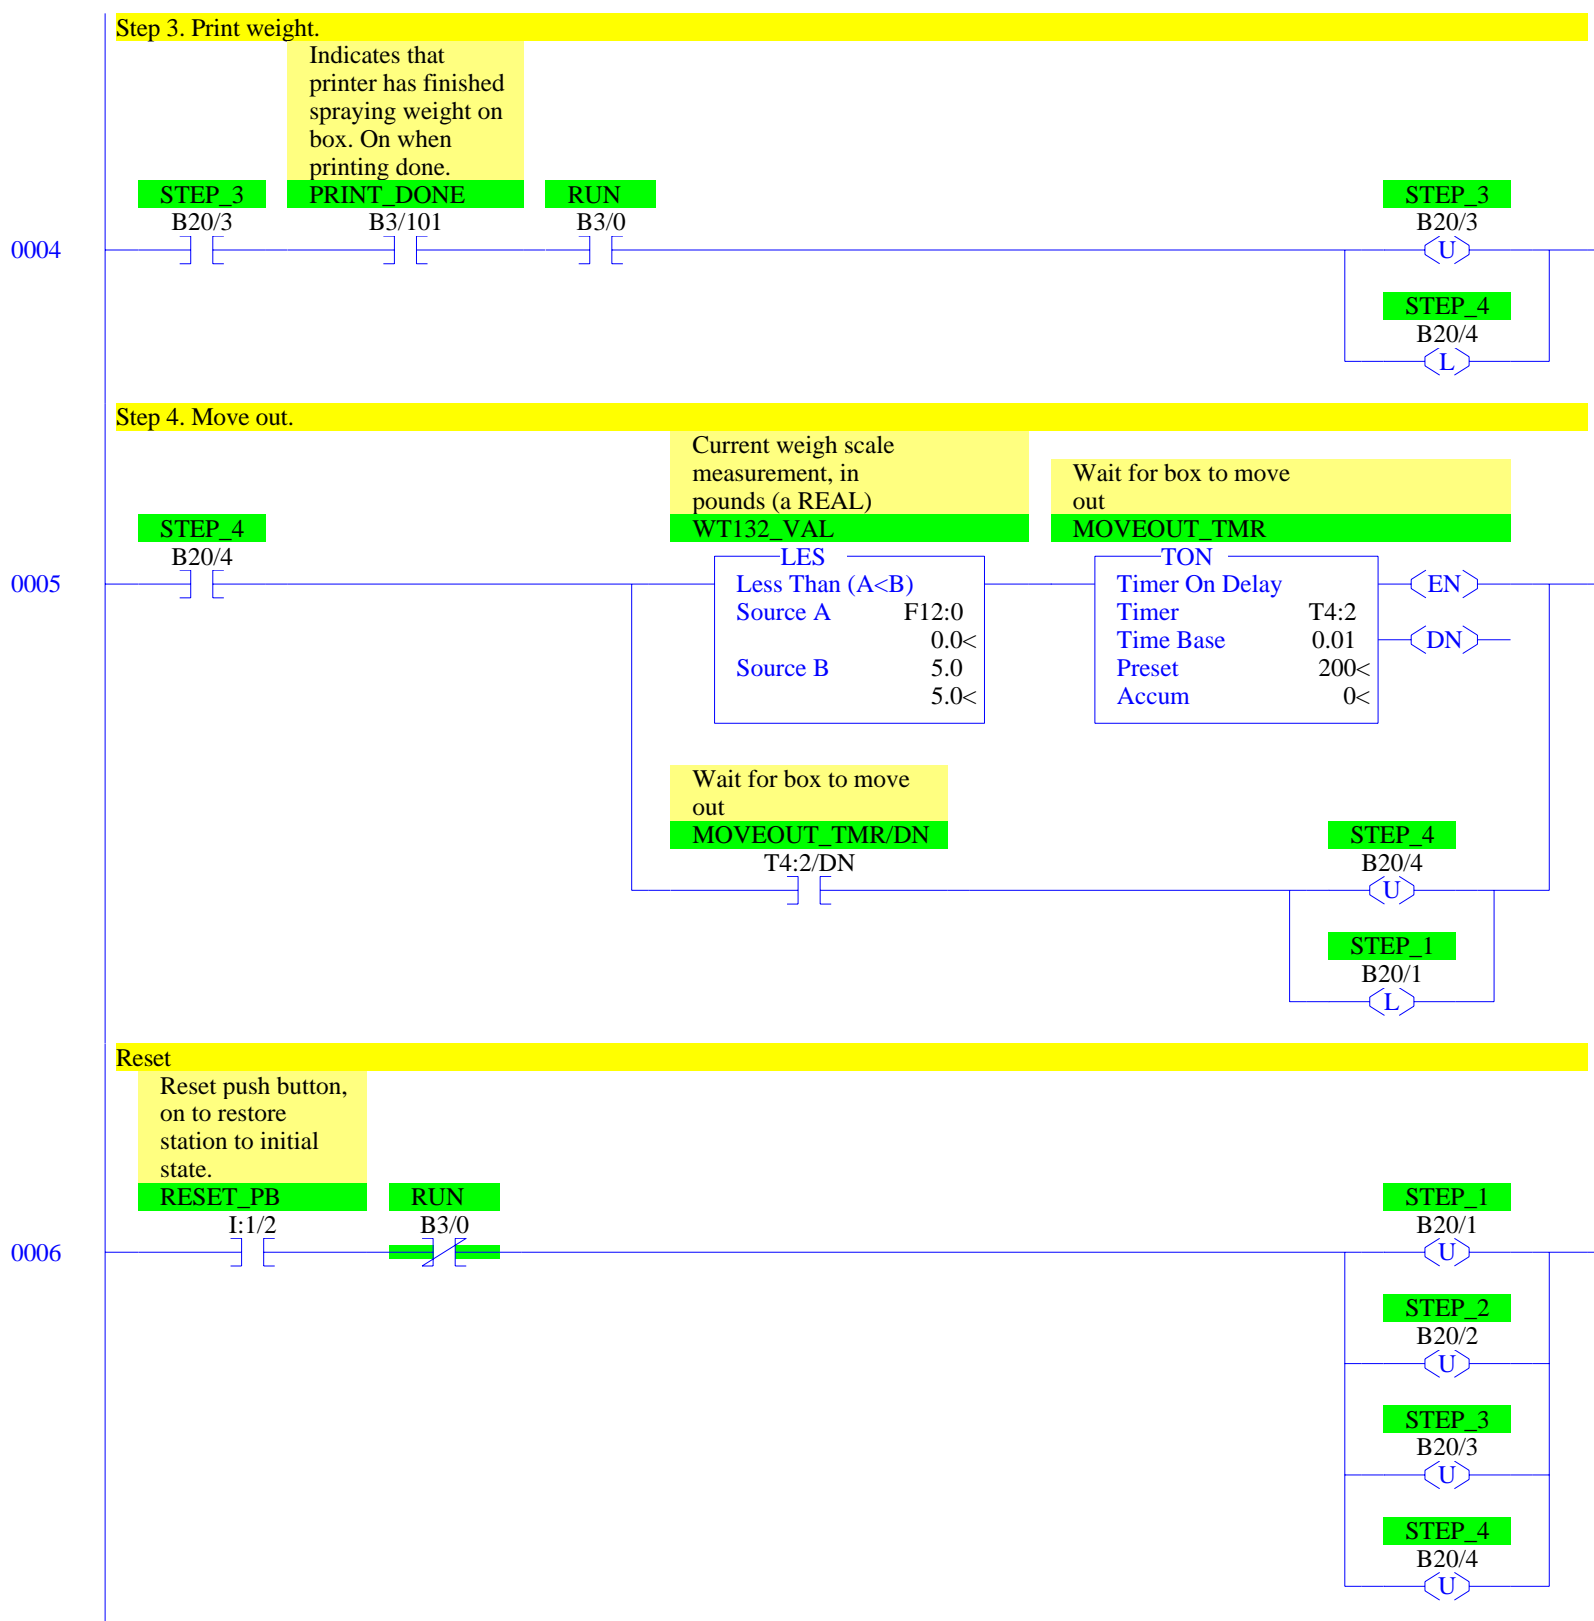 Step 3. Print weight.
Indicates that
printer has finished
spraying weight on
box. On when
printing done.
STEP_3 PRINT_DONE RUN STEP_3
B20/3 B3/101 B3/0 B20/3
0004 U
STEP_4
B20/4
L
Step 4. Move out.
Current weigh scale
measurement, in
pounds (a REAL)
Wait for box to move
out
STEP_4 WT132_VAL MOVEOUT_TMR
B20/4 LES TON
0005 Less Than (A<B) Timer On Delay EN
Source A F12:0 Timer T4:2
0.0< Time Base 0.01 DN
Source B 5.0 Preset 200<
5.0< Accum 0<
Wait for box to move
out
MOVEOUT_TMR/DN STEP_4
T4:2/DN B20/4
U
STEP_1
B20/1
L
Reset
Reset push button,
on to restore
station to initial
state.
RESET_PB RUN STEP_1
I:1/2 B3/0 B20/1
0006 U
STEP_2
B20/2
U
STEP_3
B20/3
U
STEP_4
B20/4
U